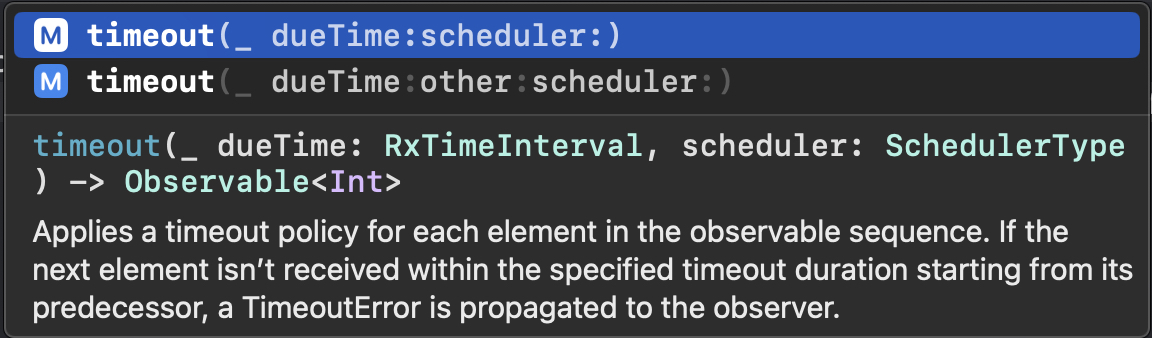 M timeout(_ dueTime:scheduler:)
M timeout(_ dueTime:other:scheduler:)
timeout(_ dueTime: RxTimeInterval, scheduler: SchedulerType
) -> Observable<Int>
Applies a timeout policy for each element in the observable sequence. If the
next element isn’t received within the specified timeout duration starting from its
predecessor, a TimeoutError is propagated to the observer.